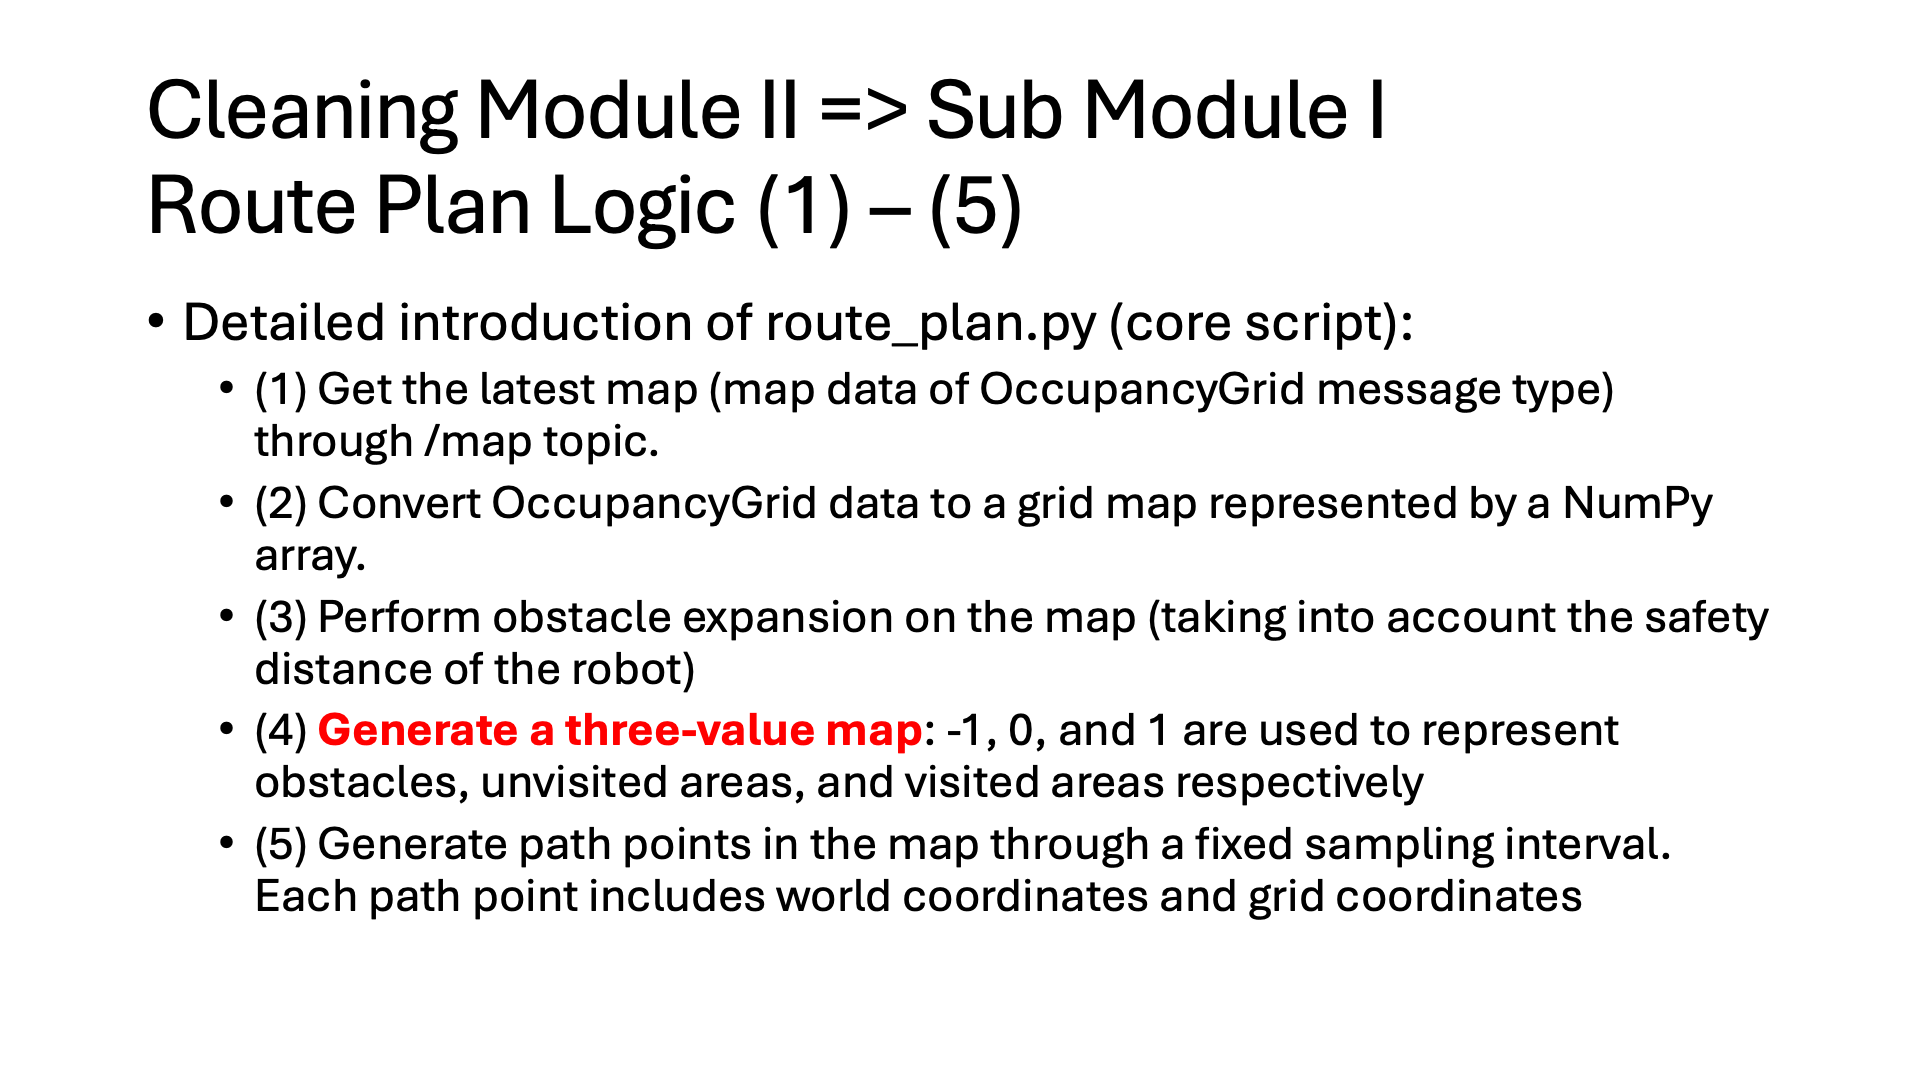 Cleaning Module II => Sub Module I
Route Plan Logic (1) – (5)
• Detailed introduction of route_plan.py (core script):
• (1) Get the latest map (map data of OccupancyGrid message type)
through /map topic.
• (2) Convert OccupancyGrid data to a grid map represented by a NumPy
array.
• (3) Perform obstacle expansion on the map (taking into account the safety
distance of the robot)
• (4) Generate a three-value map: -1, 0, and 1 are used to represent
obstacles, unvisited areas, and visited areas respectively
• (5) Generate path points in the map through a fixed sampling interval.
Each path point includes world coordinates and grid coordinates